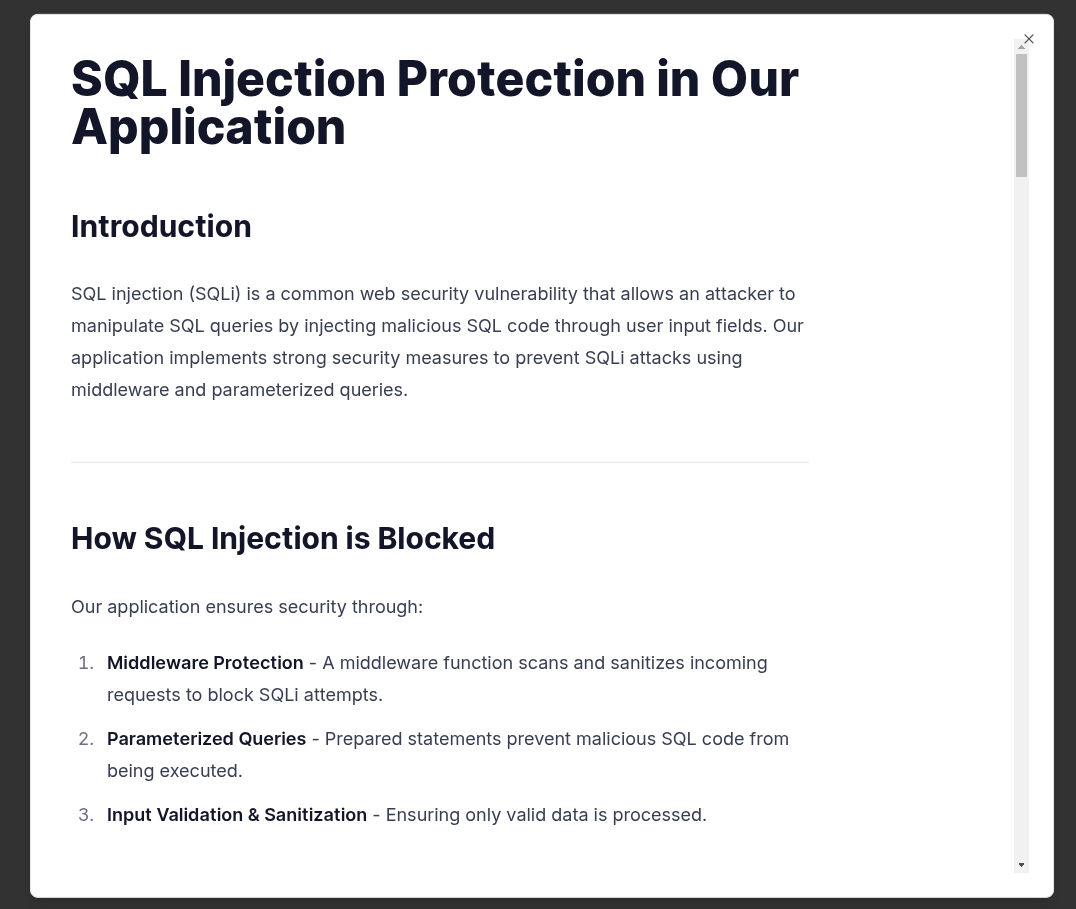 SQL Injection Protection in Our
Application
Introduction
SQL injection (SQLi) is a common web security vulnerability that allows an attacker to
manipulate SQL queries by injecting malicious SQL code through user input fields. Our
application implements strong security measures to prevent SQLi attacks using
middleware and parameterized queries.
How SQL Injection is Blocked
Our application ensures security through:
1. Middleware Protection - A middleware function scans and sanitizes incoming
requests to block SQLi attempts.
2. Parameterized Queries - Prepared statements prevent malicious SQL code from
being executed.
3. Input Validation & Sanitization - Ensuring only valid data is processed.